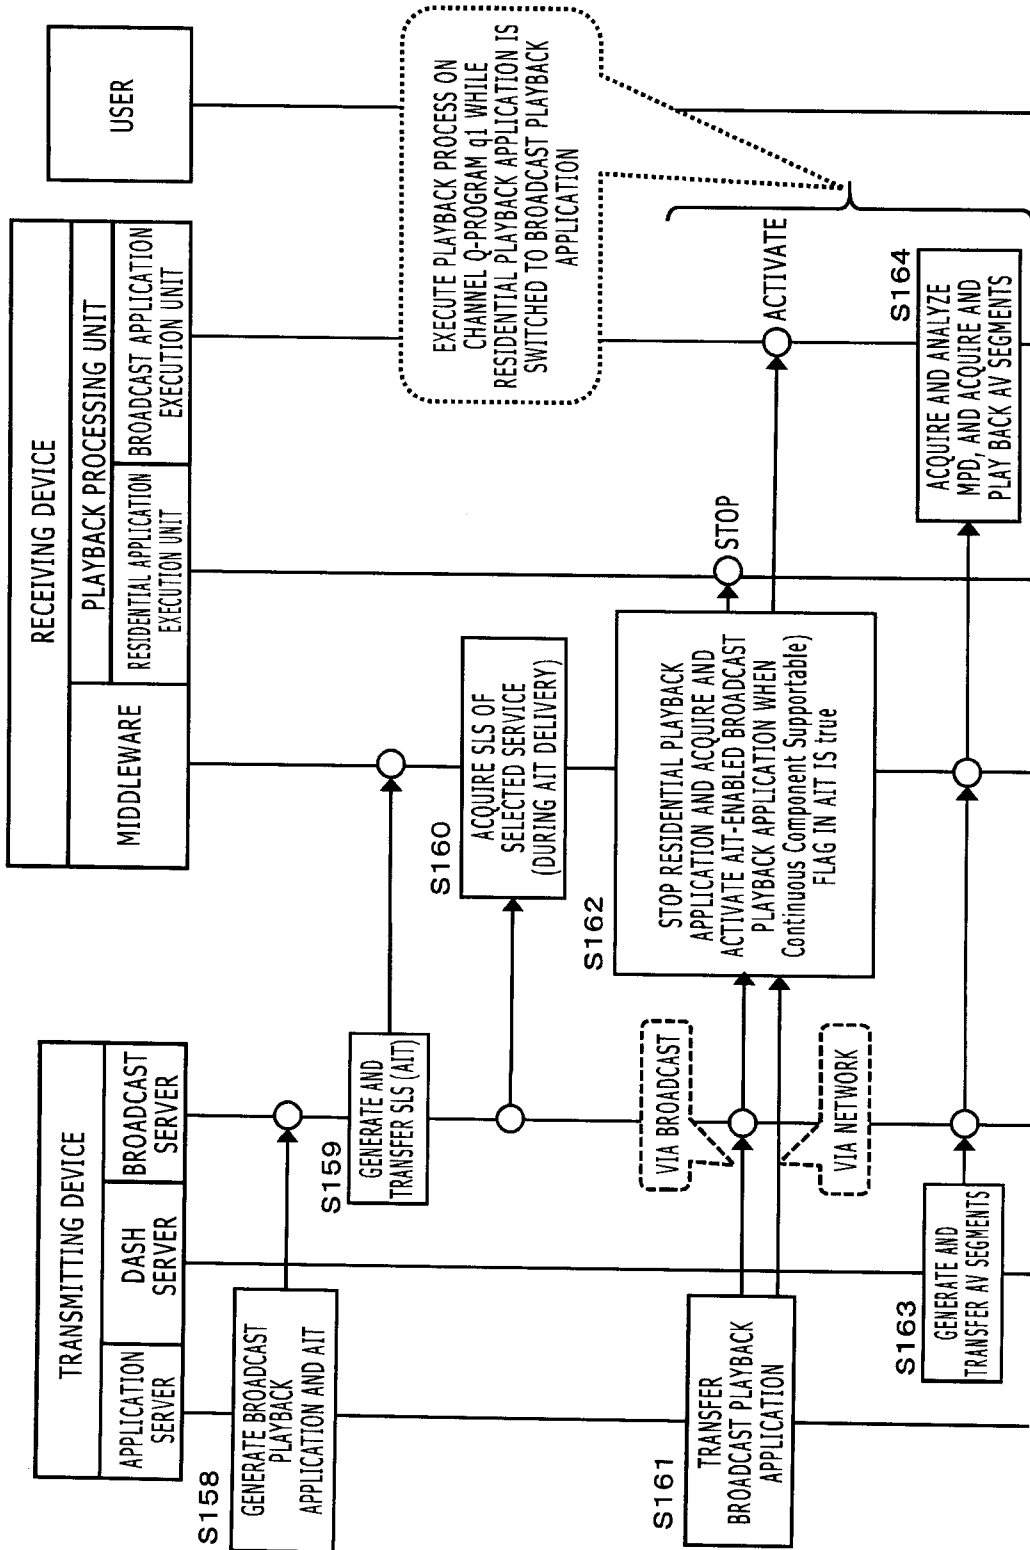 TRANSMITTING DEVICE
APPLICATION
SERVER
DASH
SERVER
BROADCAST
SERVER
RECEIVING DEVICE
MIDDLEWARE
PLAYBACK PROCESSING UNIT
RESIDENTIAL APPLICATION
EXECUTION UNIT
BROADCAST APPLICATION
EXECUTION UNIT
USER
S158
GENERATE BROADCAST
PLAYBACK
APPLICATION AND AIT
S159
GENERATE AND
TRANSFER SLS (AIT)
S160
ACQUIRE SLS OF
SELECTED SERVICE
(DURING AIT DELIVERY)
EXECUTE PLAYBACK PROCESS ON
CHANNEL Q-PROGRAM q1 WHILE
RESIDENTIAL PLAYBACK APPLICATION IS
SWITCHED TO BROADCAST PLAYBACK
APPLICATION
S161
TRANSFER
BROADCAST PLAYBACK
APPLICATION
VIA BROADCAST
VIA NETWORK
S162
STOP RESIDENTIAL PLAYBACK
APPLICATION AND ACQUIRE AND
ACTIVATE AIT-ENABLED BROADCAST
PLAYBACK APPLICATION WHEN
Continuous Component Supportable)
FLAG IN AIT IS true
STOP
ACTIVATE
S163
GENERATE AND
TRANSFER AV SEGMENTS
S164
ACQUIRE AND ANALYZE
MPD, AND ACQUIRE AND
PLAY BACK AV SEGMENTS